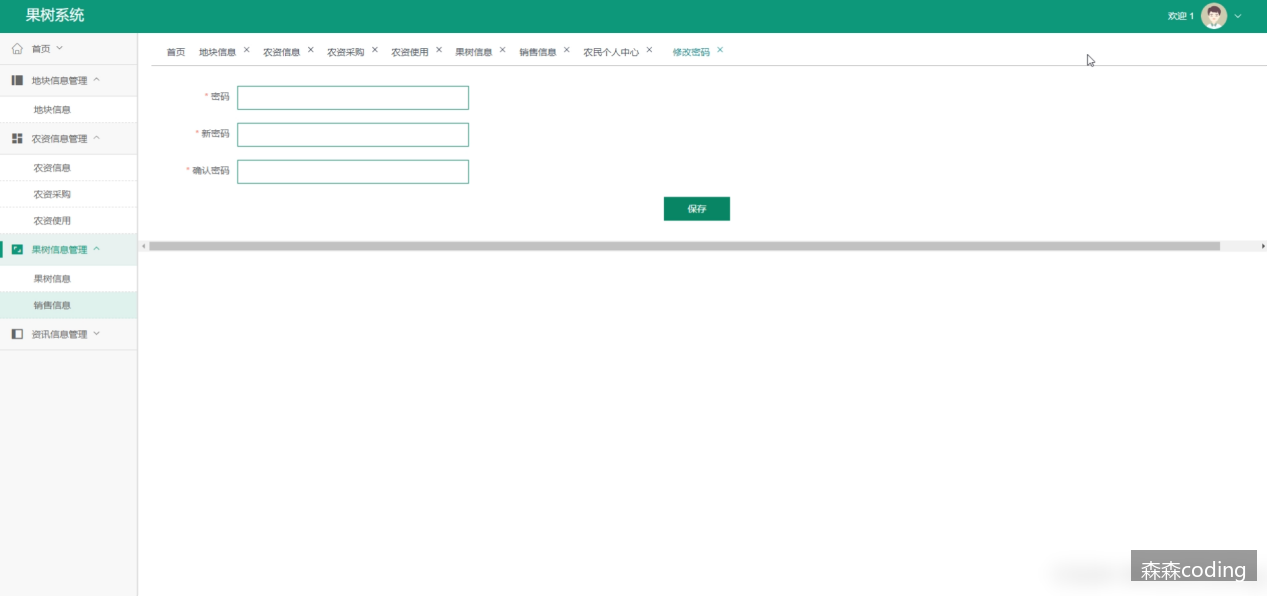 果树系统
欢迎 1
首页
地块信息管理
地块信息
农资信息管理
农资信息
农资采购
农资使用
果树信息管理
果树信息
销售信息
资讯信息管理
首页 地块信息 农资信息 农资采购 农资使用 果树信息 销售信息 农民个人中心 修改密码
* 密码
* 新密码
* 确认密码
保存
森森coding